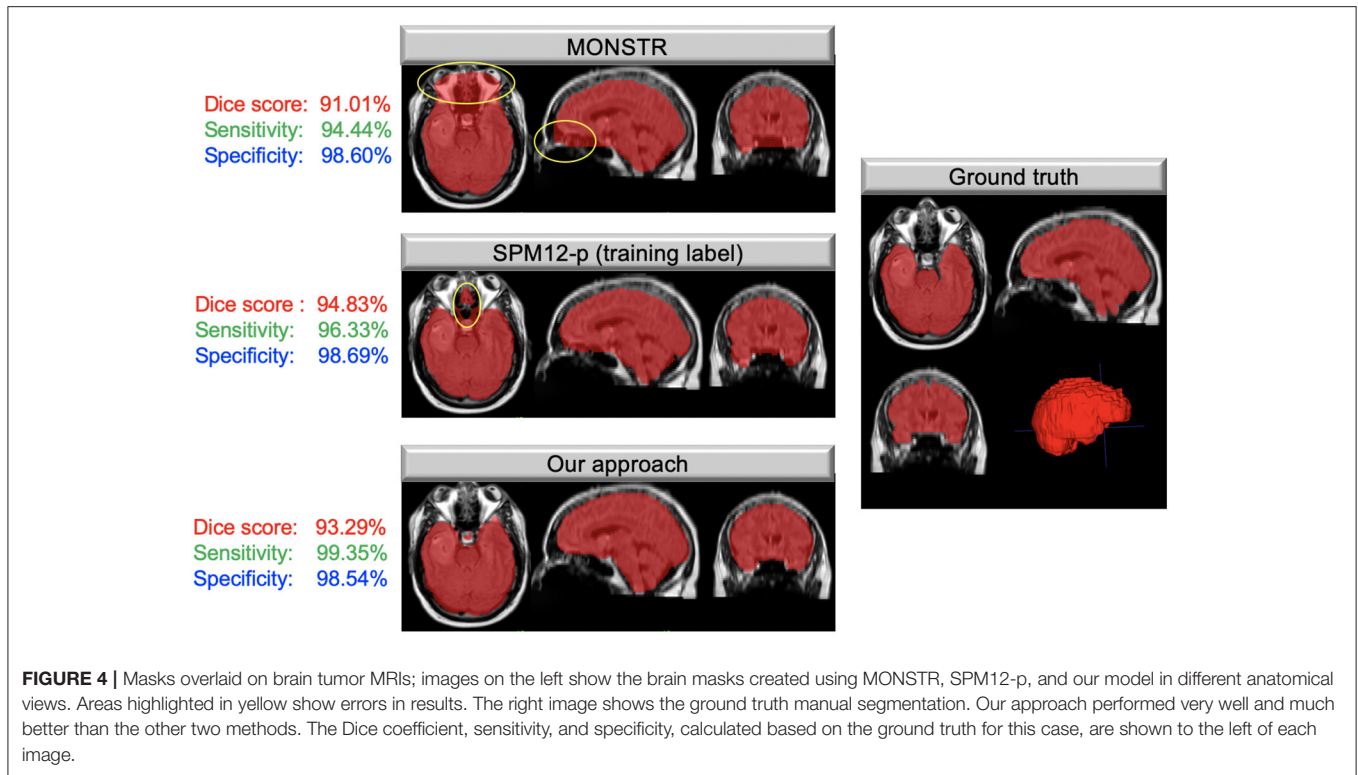 MONSTR
Dice score: 91.01%
Sensitivity: 94.44%
Specificity: 98.60%
SPM12-p (training label)
Dice score : 94.83%
Sensitivity: 96.33%
Specificity: 98.69%
Our approach
Dice score: 93.29%
Sensitivity: 99.35%
Specificity: 98.54%
Ground truth
FIGURE 4 | Masks overlaid on brain tumor MRIs; images on the left show the brain masks created using MONSTR, SPM12-p, and our model in different anatomical
views. Areas highlighted in yellow show errors in results. The right image shows the ground truth manual segmentation. Our approach performed very well and much
better than the other two methods. The Dice coefficient, sensitivity, and specificity, calculated based on the ground truth for this case, are shown to the left of each
image.